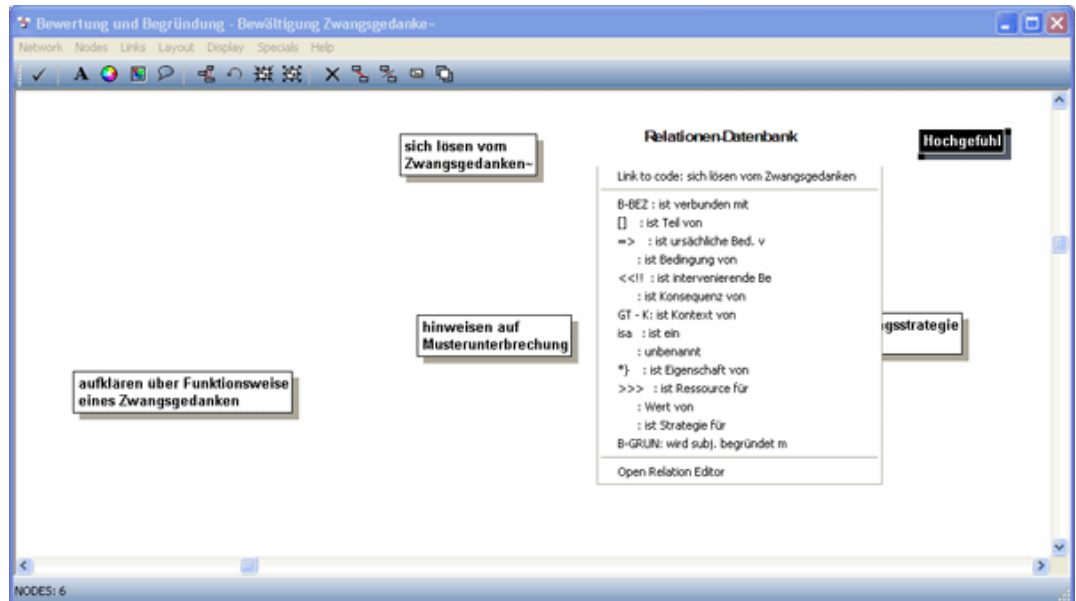 Bewertung und Begründung - Bewältigung Zwangsgedanke~
Network Nodes Links Layout Display Specials Help
A
sich lösen vom
Zwangsgedanken~
Relationen-Datenbank
Hochgefühl
Link to code: sich lösen vom Zwangsgedanken
B-BEZ : ist verbunden mit
[] : ist Teil von
=> : ist ursächliche Bed. v
: ist Bedingung von
<<!! : ist intervenierende Be
: ist Konsequenz von
GT - K: ist Kontext von
isa : ist ein
: unbenannt
*} : ist Eigenschaft von
>>> : ist Ressource für
: Wert von
: ist Strategie für
B-GRUN: wird subj. begründet m
Open Relation Editor
hinweisen auf
Musterunterbrechung
gsstrategie
aufklären über Funktionsweise
eines Zwangsgedanken
NODES: 6